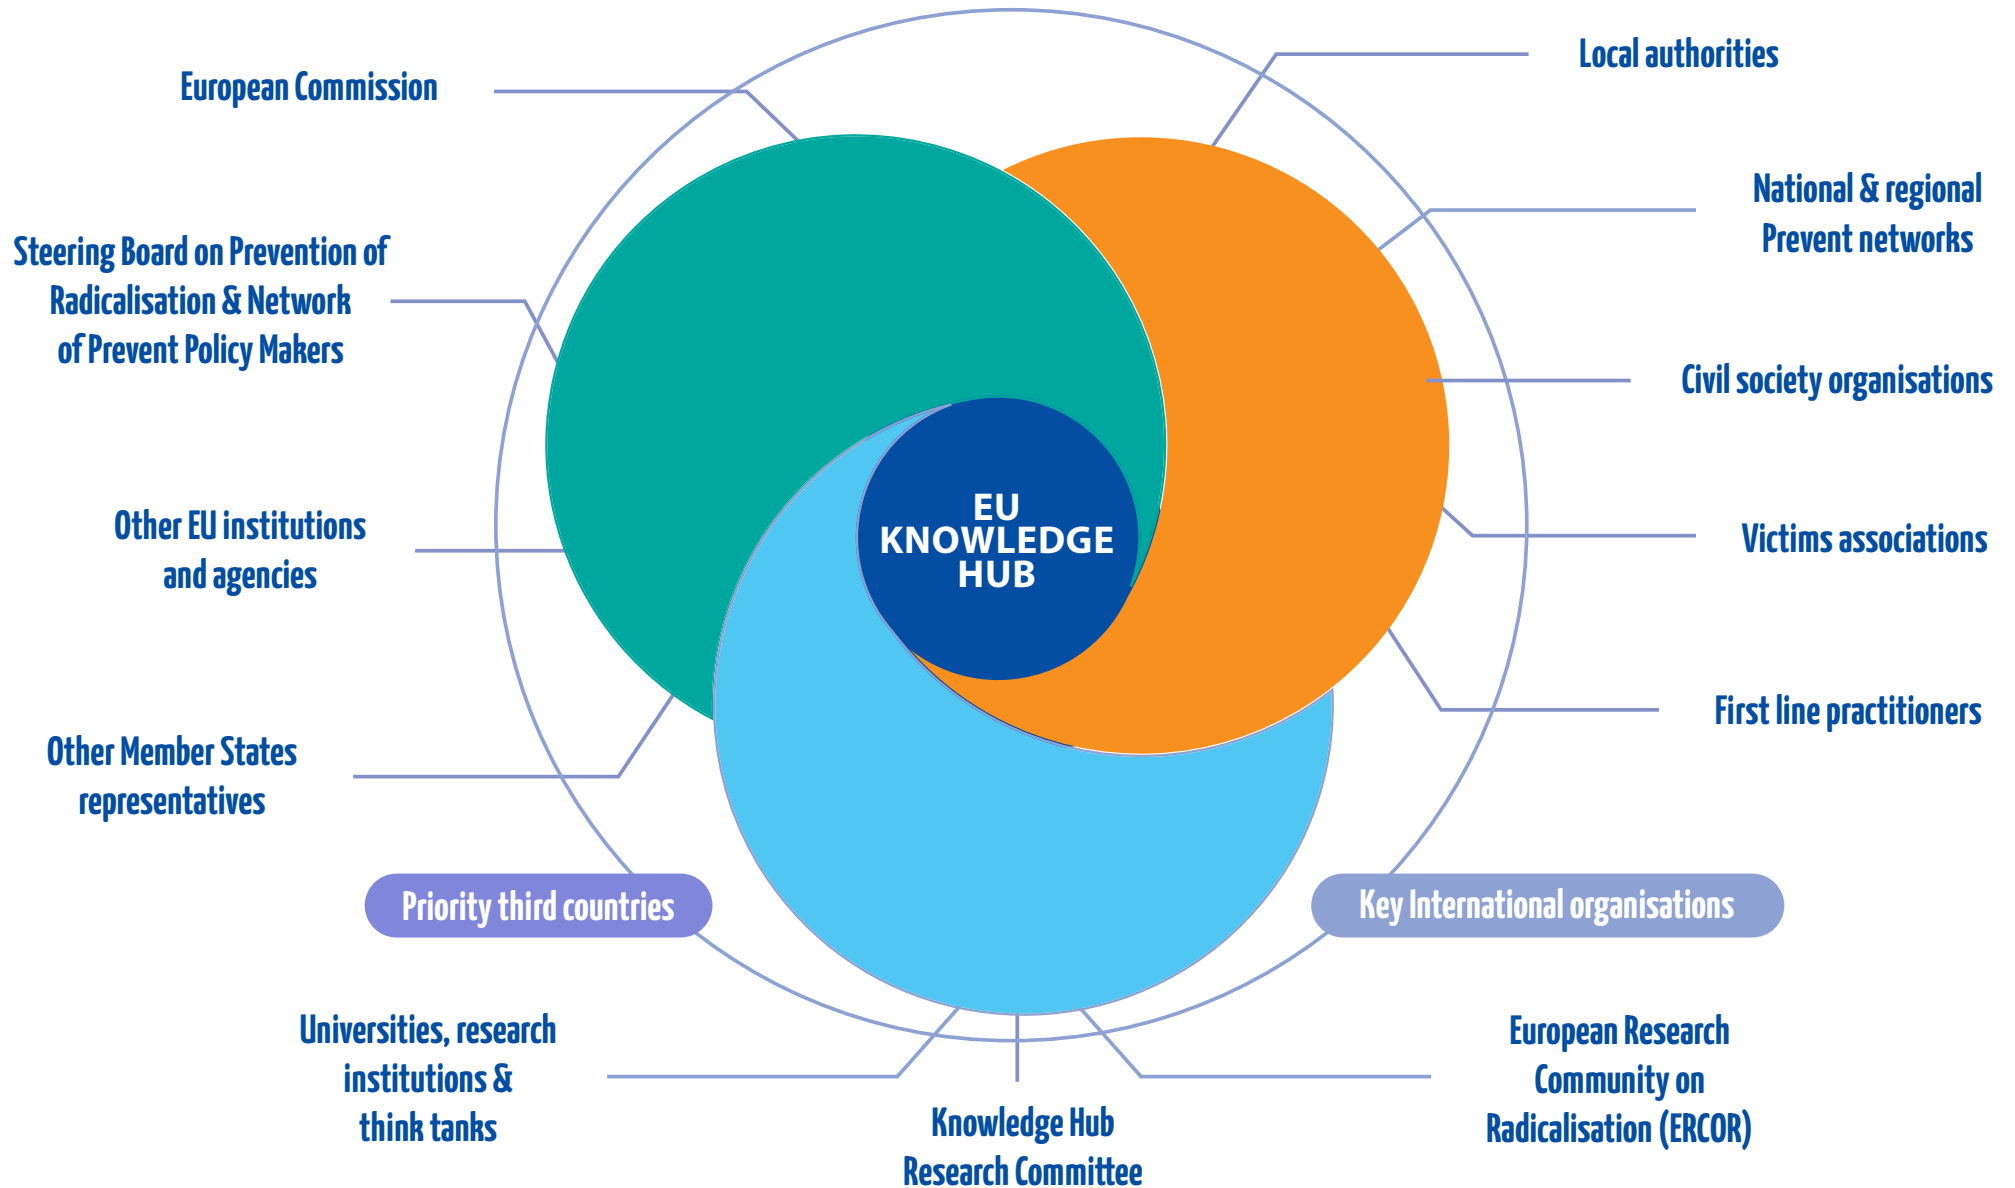 European Commission
Local authorities
National & regional
Prevent networks
Steering Board on Prevention of
Radicalisation & Network
of Prevent Policy Makers
Civil society organisations
EU
KNOWLEDGE
HUB
Other EU institutions
and agencies
Victims associations
First line practitioners
Other Member States
representatives
Priority third countries
Key International organisations
Universities, research
institutions &
think tanks
Knowledge Hub
Research Committee
European Research
Community on
Radicalisation (ERCOR)